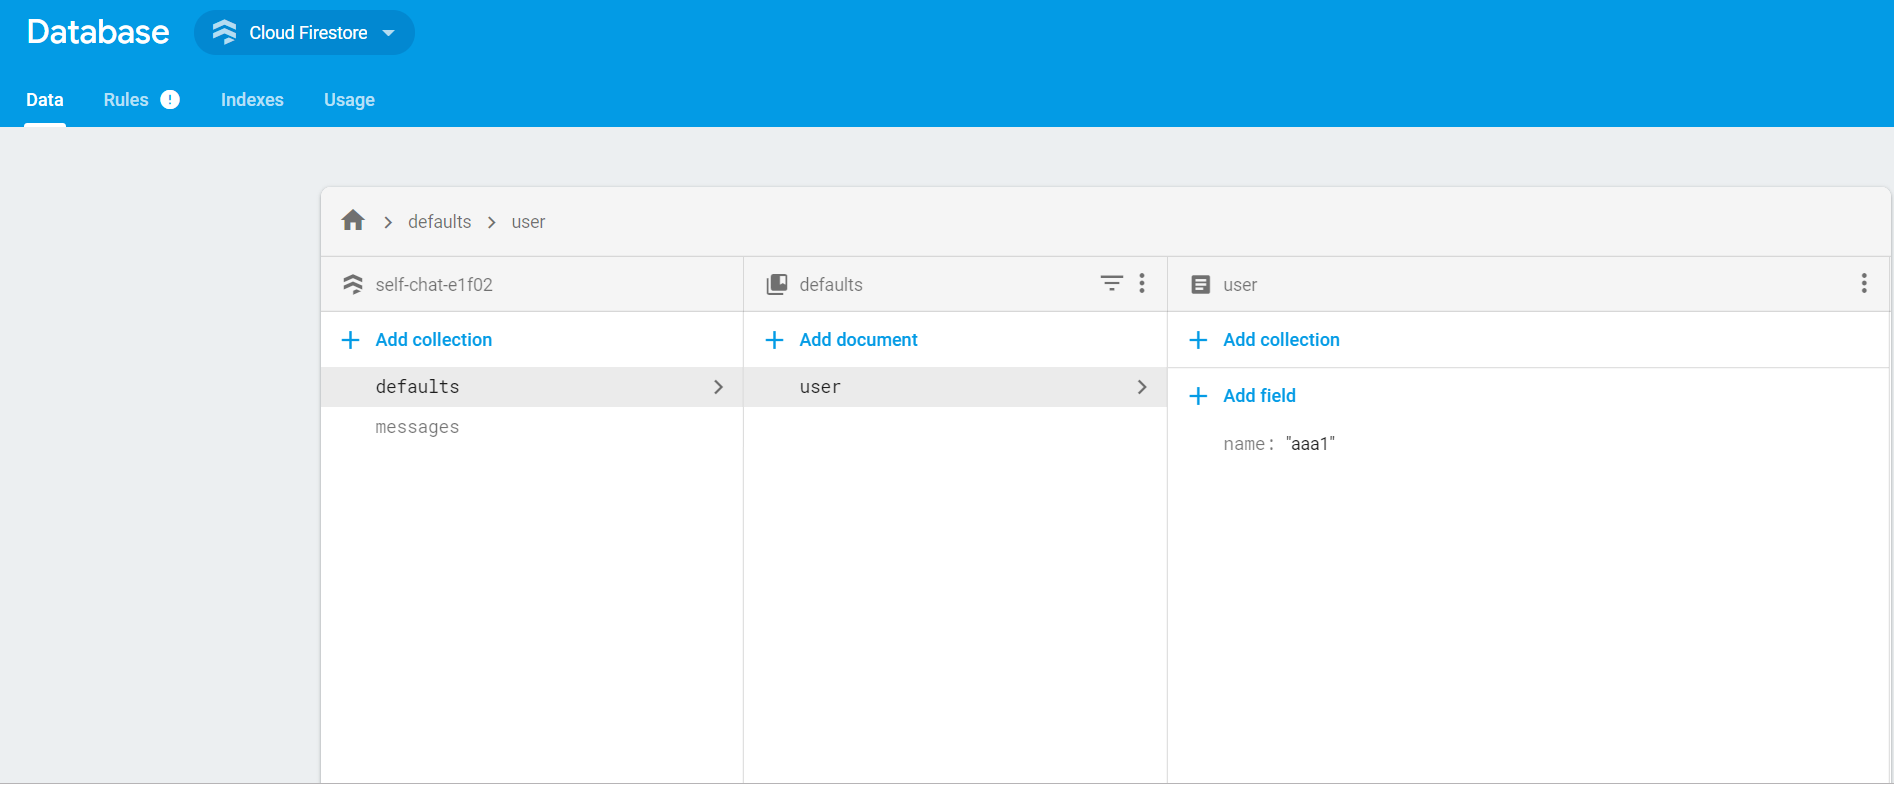 Database Cloud Firestore
Data Rules ! Indexes Usage
defaults user
self-chat-e1f02 defaults user
Add collection Add document Add collection
defaults user Add field
messages name: "aaa1"